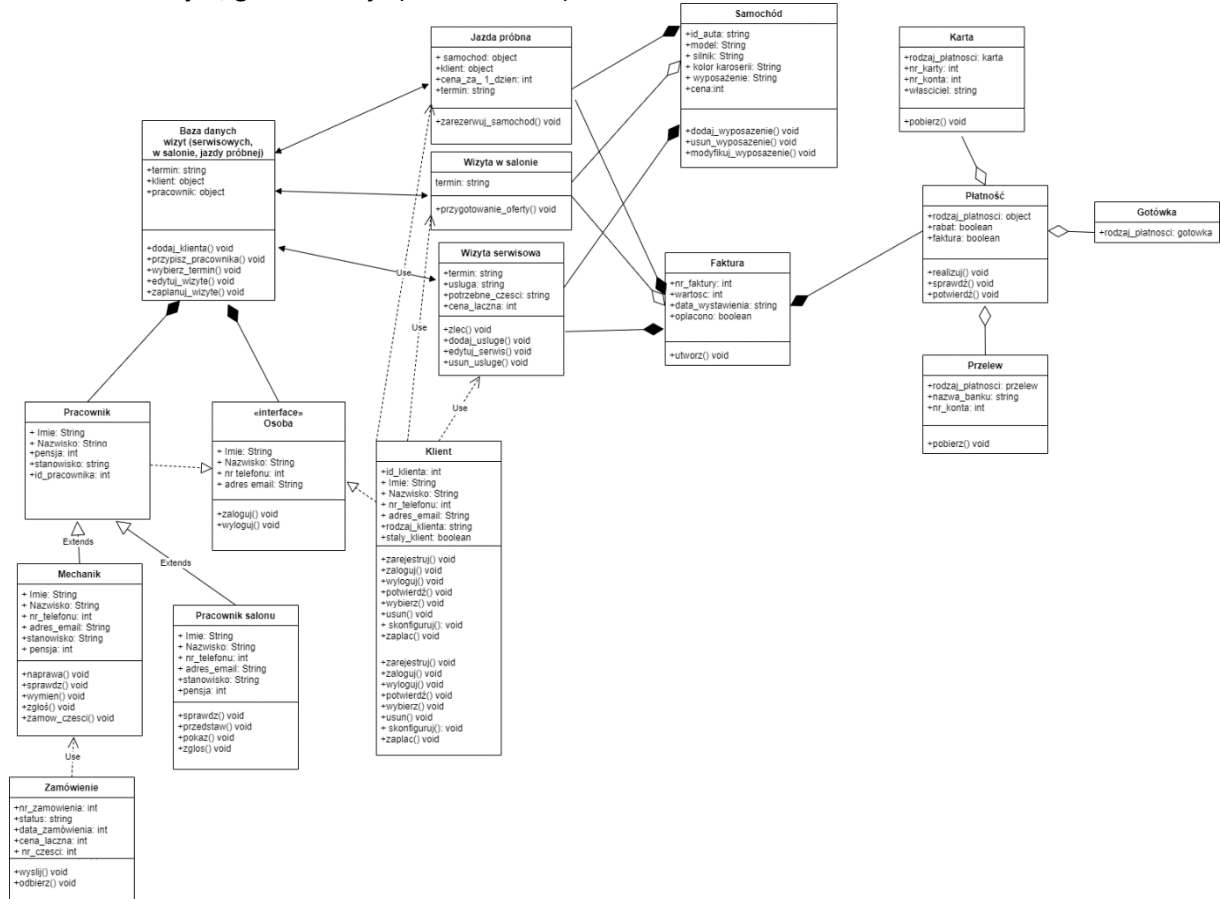 Jazda próbna
+ samochod: object
+klient: object
+cena_za_ 1_dzien: int
+termin: string
+zarezerwuj_samochod() void
Samochód
+id_auta: string
+model: String
+ silnik: String
+ kolor karoserii: String
+ wyposażenie: String
+cena:int
+dodaj_wyposazenie() void
+usun_wyposazenie() void
+modyfikuj_wyposazenie() void
Karta
+rodzaj_płatnosci: karta
+nr_karty: int
+nr_konta: int
+właściciel: string
+pobierz() void
Baza danych
wizyt (serwisowych,
w salonie, jazdy próbnej)
+termin: string
+klient: object
+pracownik: object
+dodaj_klienta() void
+przypisz_pracownika() void
+wybierz_termin() void
+edytuj_wizyte() void
+zaplanuj_wizyte() void
Wizyta w salonie
termin: string
+przygotowanie_oferty() void
Wizyta serwisowa
+termin: string
+usługa: string
+potrzebne_czesci: string
+cena_laczna: int
+zlec() void
+dodaj_usluge() void
+edytuj_serwis() void
+usun_usluge() void
Faktura
+nr_faktury: int
+wartosc: int
+data_wystawienia: string
+oplacono: boolean
+utworz() void
Płatność
+rodzaj_platnosci: object
+rabat: boolean
+faktura: boolean
+realizuj() void
+sprawdź() void
+potwierdź() void
Gotówka
+rodzaj_płatnosci: gotowka
Przelew
+rodzaj_płatnosci: przelew
+nazwa_banku: string
+nr_konta: int
+pobierz() void
Use
Use
Use
Pracownik
+ Imie: String
+ Nazwisko: String
+pensja: int
+stanowisko: string
+id_pracownika: int
«interface»
Osoba
+ Imie: String
+ Nazwisko: String
+ nr telefonu: int
+ adres email: String
+zaloguj() void
+wyloguj() void
Klient
+id_klienta: int
+ Imie: String
+ Nazwisko: String
+ nr_telefonu: int
+ adres_email: String
+rodzaj_klienta: string
+staly_klient: boolean
+zarejestruj() void
+zaloguj() void
+wyloguj() void
+potwierdź() void
+wybierz() void
+usun() void
+ skonfiguruj(): void
+zaplac() void
+zarejestruj() void
+zaloguj() void
+wyloguj() void
+potwierdź() void
+wybierz() void
+usun() void
+ skonfiguruj(): void
+zaplac() void
Extends
Extends
Mechanik
+ Imie: String
+ Nazwisko: String
+ nr_telefonu: int
+ adres_email: String
+stanowisko: String
+ pensja: int
+naprawa() void
+sprawdz() void
+wymien() void
+zgłoś() void
+zamow_czesci() void
Pracownik salonu
+ Imie: String
+ Nazwisko: String
+ nr_telefonu: int
+ adres_email: String
+stanowisko: String
+pensja: int
+sprawdz() void
+przedstaw() void
+pokaz() void
+zglos() void
Use
Zamówienie
+nr_zamowienia: int
+status: string
+data_zamówienia: int
+cena_laczna: int
+ nr_czesci: int
+wyslij() void
+odbierz() void